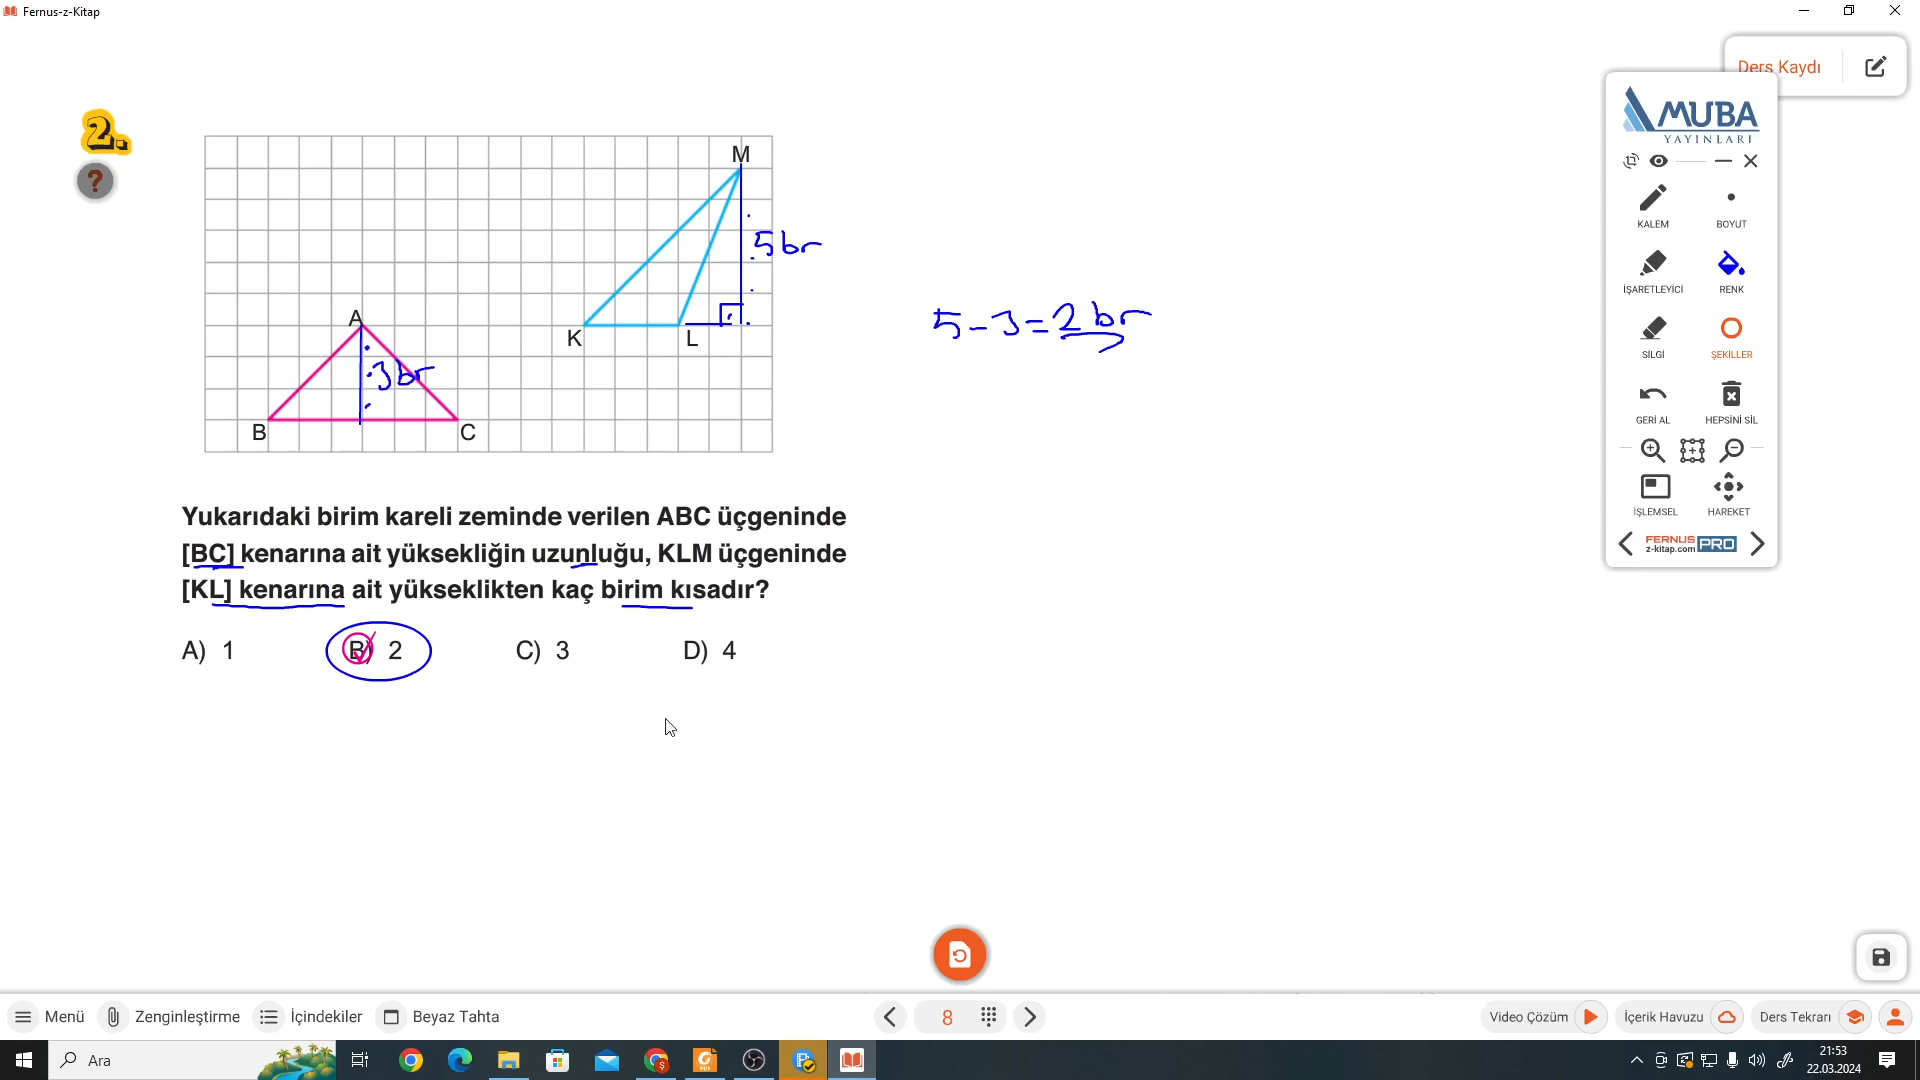 Fernus-z-Kitap
Ders Kaydı
MUBA
YAYINLARI
2.
?
M
5br
A
K
L
3br
B
C
5-3=2br
KALEM
BOYUT
İŞARETLEYİCİ
RENK
SİLGİ
ŞEKİLLER
GERİ AL
HEPSİNİ SİL
İŞLEMSEL
HAREKET
FERNUS
z-kitap.com
PRO
Yukarıdaki birim kareli zeminde verilen ABC üçgeninde
[BC] kenarına ait yüksekliğin uzunluğu, KLM üçgeninde
[KL] kenarına ait yükseklikten kaç birim kısadır?
A) 1 B) 2 C) 3 D) 4
Menü Zenginleştirme İçindekiler Beyaz Tahta 8 Video Çözüm İçerik Havuzu Ders Tekrarı
Ara
21:53
22.03.2024